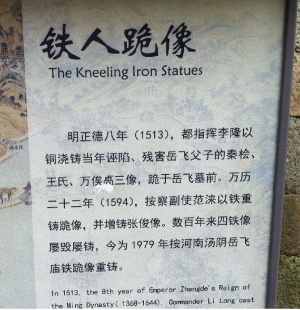 铁人跪像
The Kneeling Iron Statues
明正德八年（1513），都指挥李隆以
铜浇铸当年诬陷、残害岳飞父子的秦桧、
王氏、万俟卨三像，跪于岳飞墓前。万历
二十二年（1594），按察副使范涞以铁重
铸跪像，并增铸张俊像。数百年来四铁像
屡毁屡铸，今为1979年按河南汤阴岳飞
庙铁跪像重铸。
In 1513, the 8th year of Emperor Zhengde's Reign of
the Ming Dynasty( 1368-1644), Commander Li Long cast